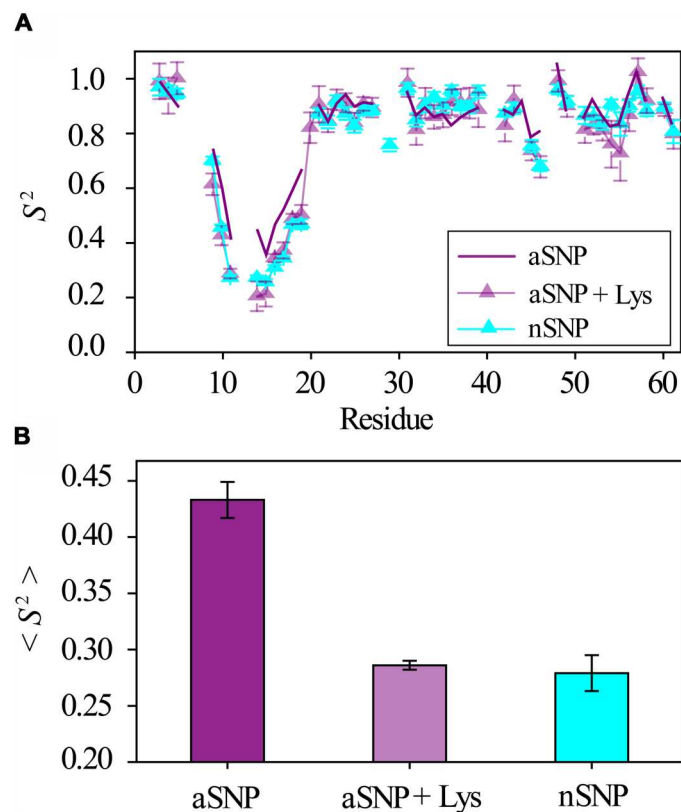 A
S²
1.0
0.8
0.6
0.4
0.2
0.0
aSNP
aSNP + Lys
nSNP
0 10 20 30 40 50 60
Residue
B
< S² >
0.45
0.40
0.35
0.30
0.25
0.20
aSNP aSNP + Lys nSNP